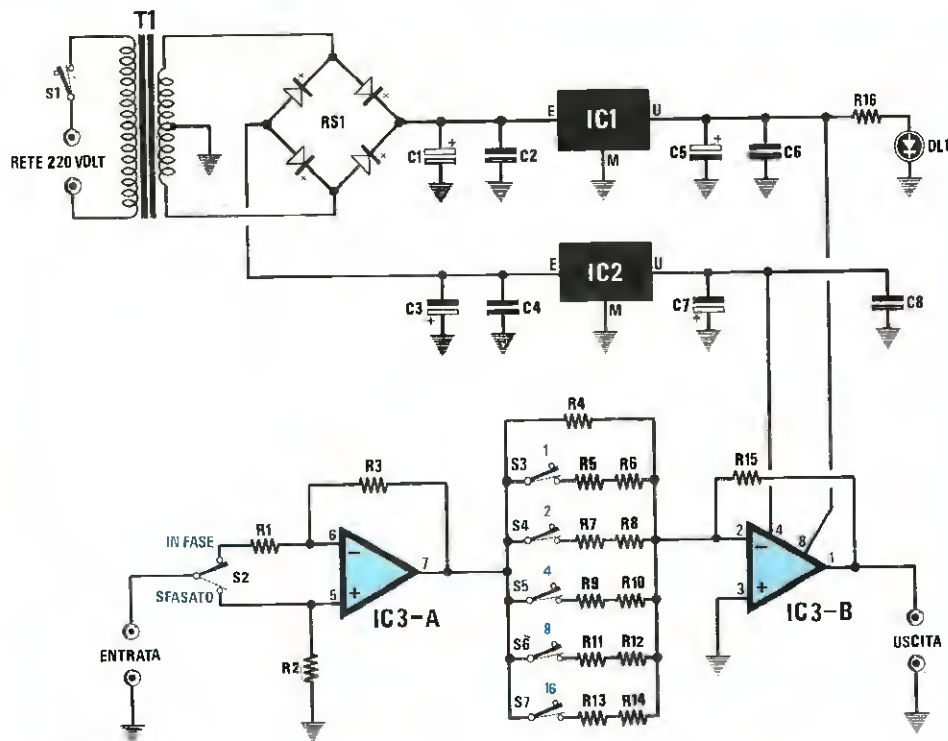 T1
S1
RETE 220 VOLT
RS1
C1
+
C2
E
IC1
U
M
C5
+
C6
R16
DL1
C3
+
C4
E
IC2
U
M
C7
+
C8
R4
S3
1
R5
R6
S4
2
R7
R8
S5
4
R9
R10
S6
8
R11
R12
S7
16
R13
R14
R3
IN FASE
R1
S2
SFASATO
R2
6
-
5
+
7
IC3-A
ENTRATA
R15
2
-
3
+
4
8
1
IC3-B
USCITA